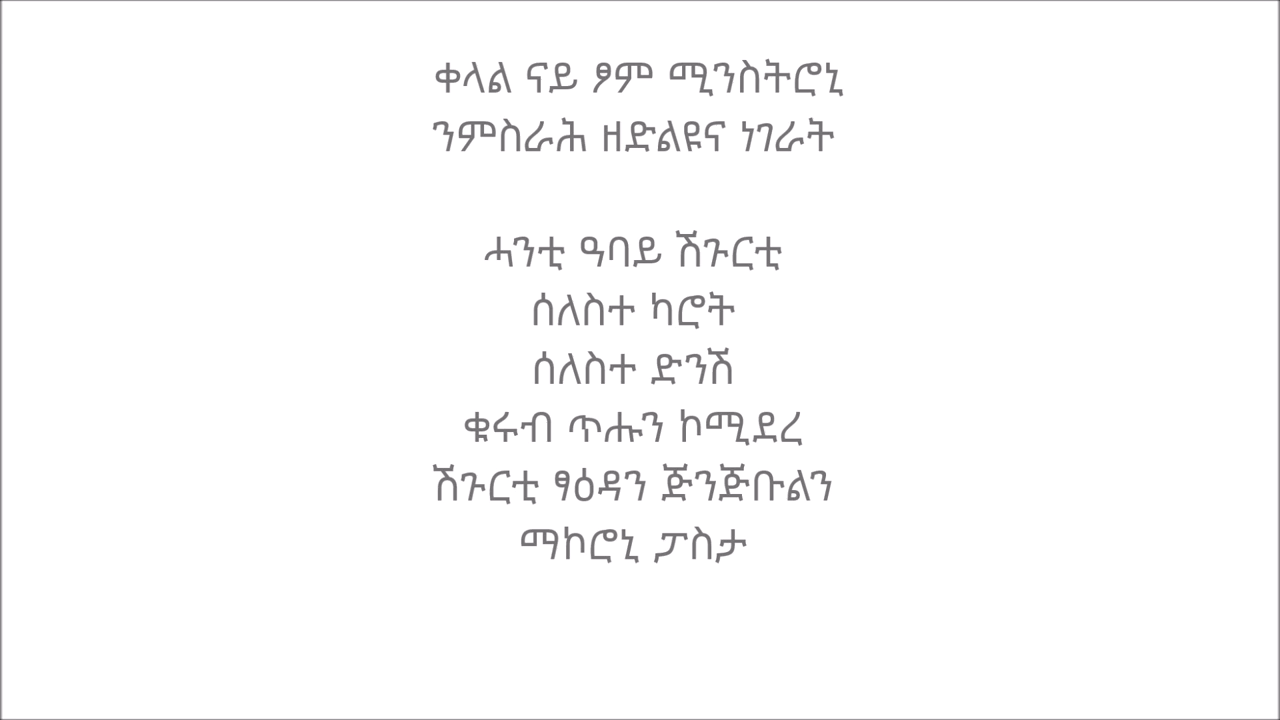 ቀላል ናይ ፆም ሚንስትሮኒ
ንምስራሕ ዘድልዩና ነገራት
ሓንቲ ዓባይ ሽጉርቲ
ሰለስተ ካሮት
ሰለስተ ድንሽ
ቁሩብ ጥሑን ኮሚደረ
ሽጉርቲ ፃዕዳን ጅንጅቡልን
ማኮሮኒ ፓስታ